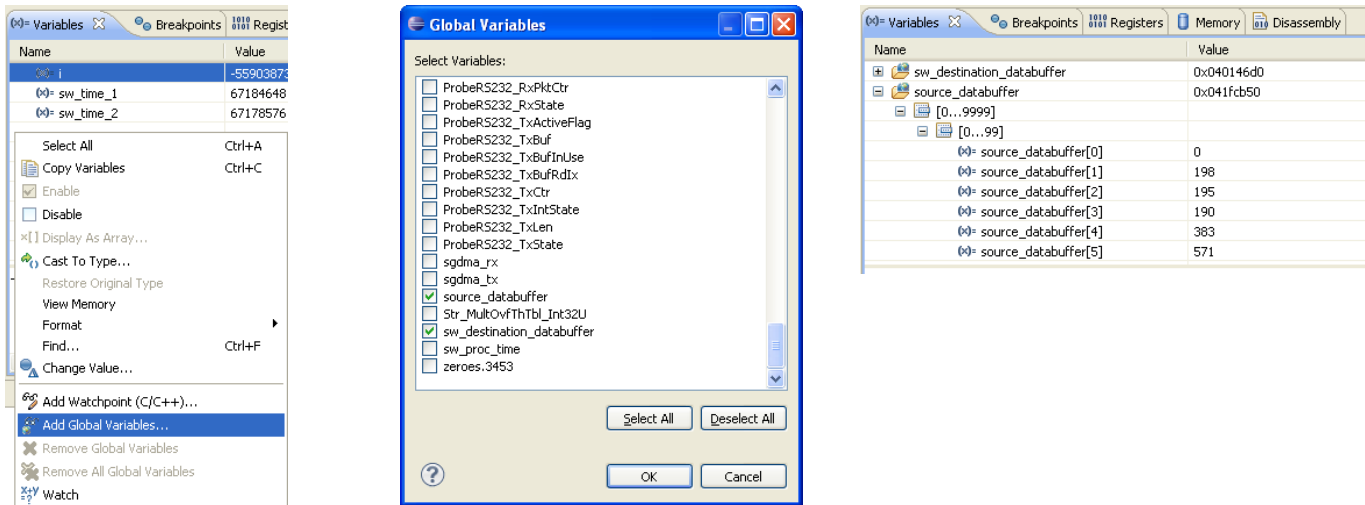 (x)= Variables Breakpoints 1010 0101 Regist
Name Value
(x)= i -55903873
(x)= sw_time_1 67184648
(x)= sw_time_2 67178576
Select All Ctrl+A
Copy Variables Ctrl+C
Enable
Disable
×[] Display As Array...
Cast To Type...
Restore Original Type
View Memory
Format
Find... Ctrl+F
Change Value...
Add Watchpoint (C/C++)...
Add Global Variables...
Remove Global Variables
Remove All Global Variables
x+y =? Watch
Global Variables
Select Variables:
ProbeRS232_RxPktCtr
ProbeRS232_RxState
ProbeRS232_TxActiveFlag
ProbeRS232_TxBuf
ProbeRS232_TxBufInUse
ProbeRS232_TxBufRdIx
ProbeRS232_TxCtr
ProbeRS232_TxIntState
ProbeRS232_TxLen
ProbeRS232_TxState
sgdma_rx
sgdma_tx
source_databuffer
Str_MultOvfThTbl_Int32U
sw_destination_databuffer
sw_proc_time
zeroes.3453
Select All Deselect All
? OK Cancel
(x)= Variables Breakpoints 1010 0101 Registers Memory 010 Disassembly
Name Value
sw_destination_databuffer 0x040146d0
source_databuffer 0x041fcb50
[0...9999]
[0...99]
(x)= source_databuffer[0] 0
(x)= source_databuffer[1] 198
(x)= source_databuffer[2] 195
(x)= source_databuffer[3] 190
(x)= source_databuffer[4] 383
(x)= source_databuffer[5] 571